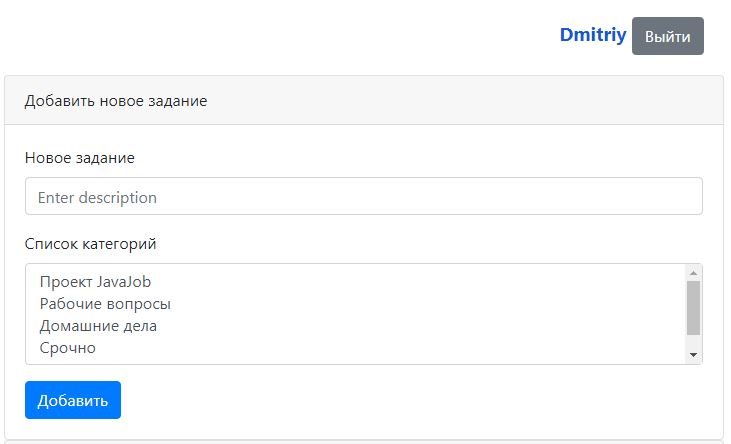 Dmitriy Выйти
Добавить новое задание
Новое задание
Enter description
Список категорий
Проект JavaJob
Рабочие вопросы
Домашние дела
Срочно
Добавить